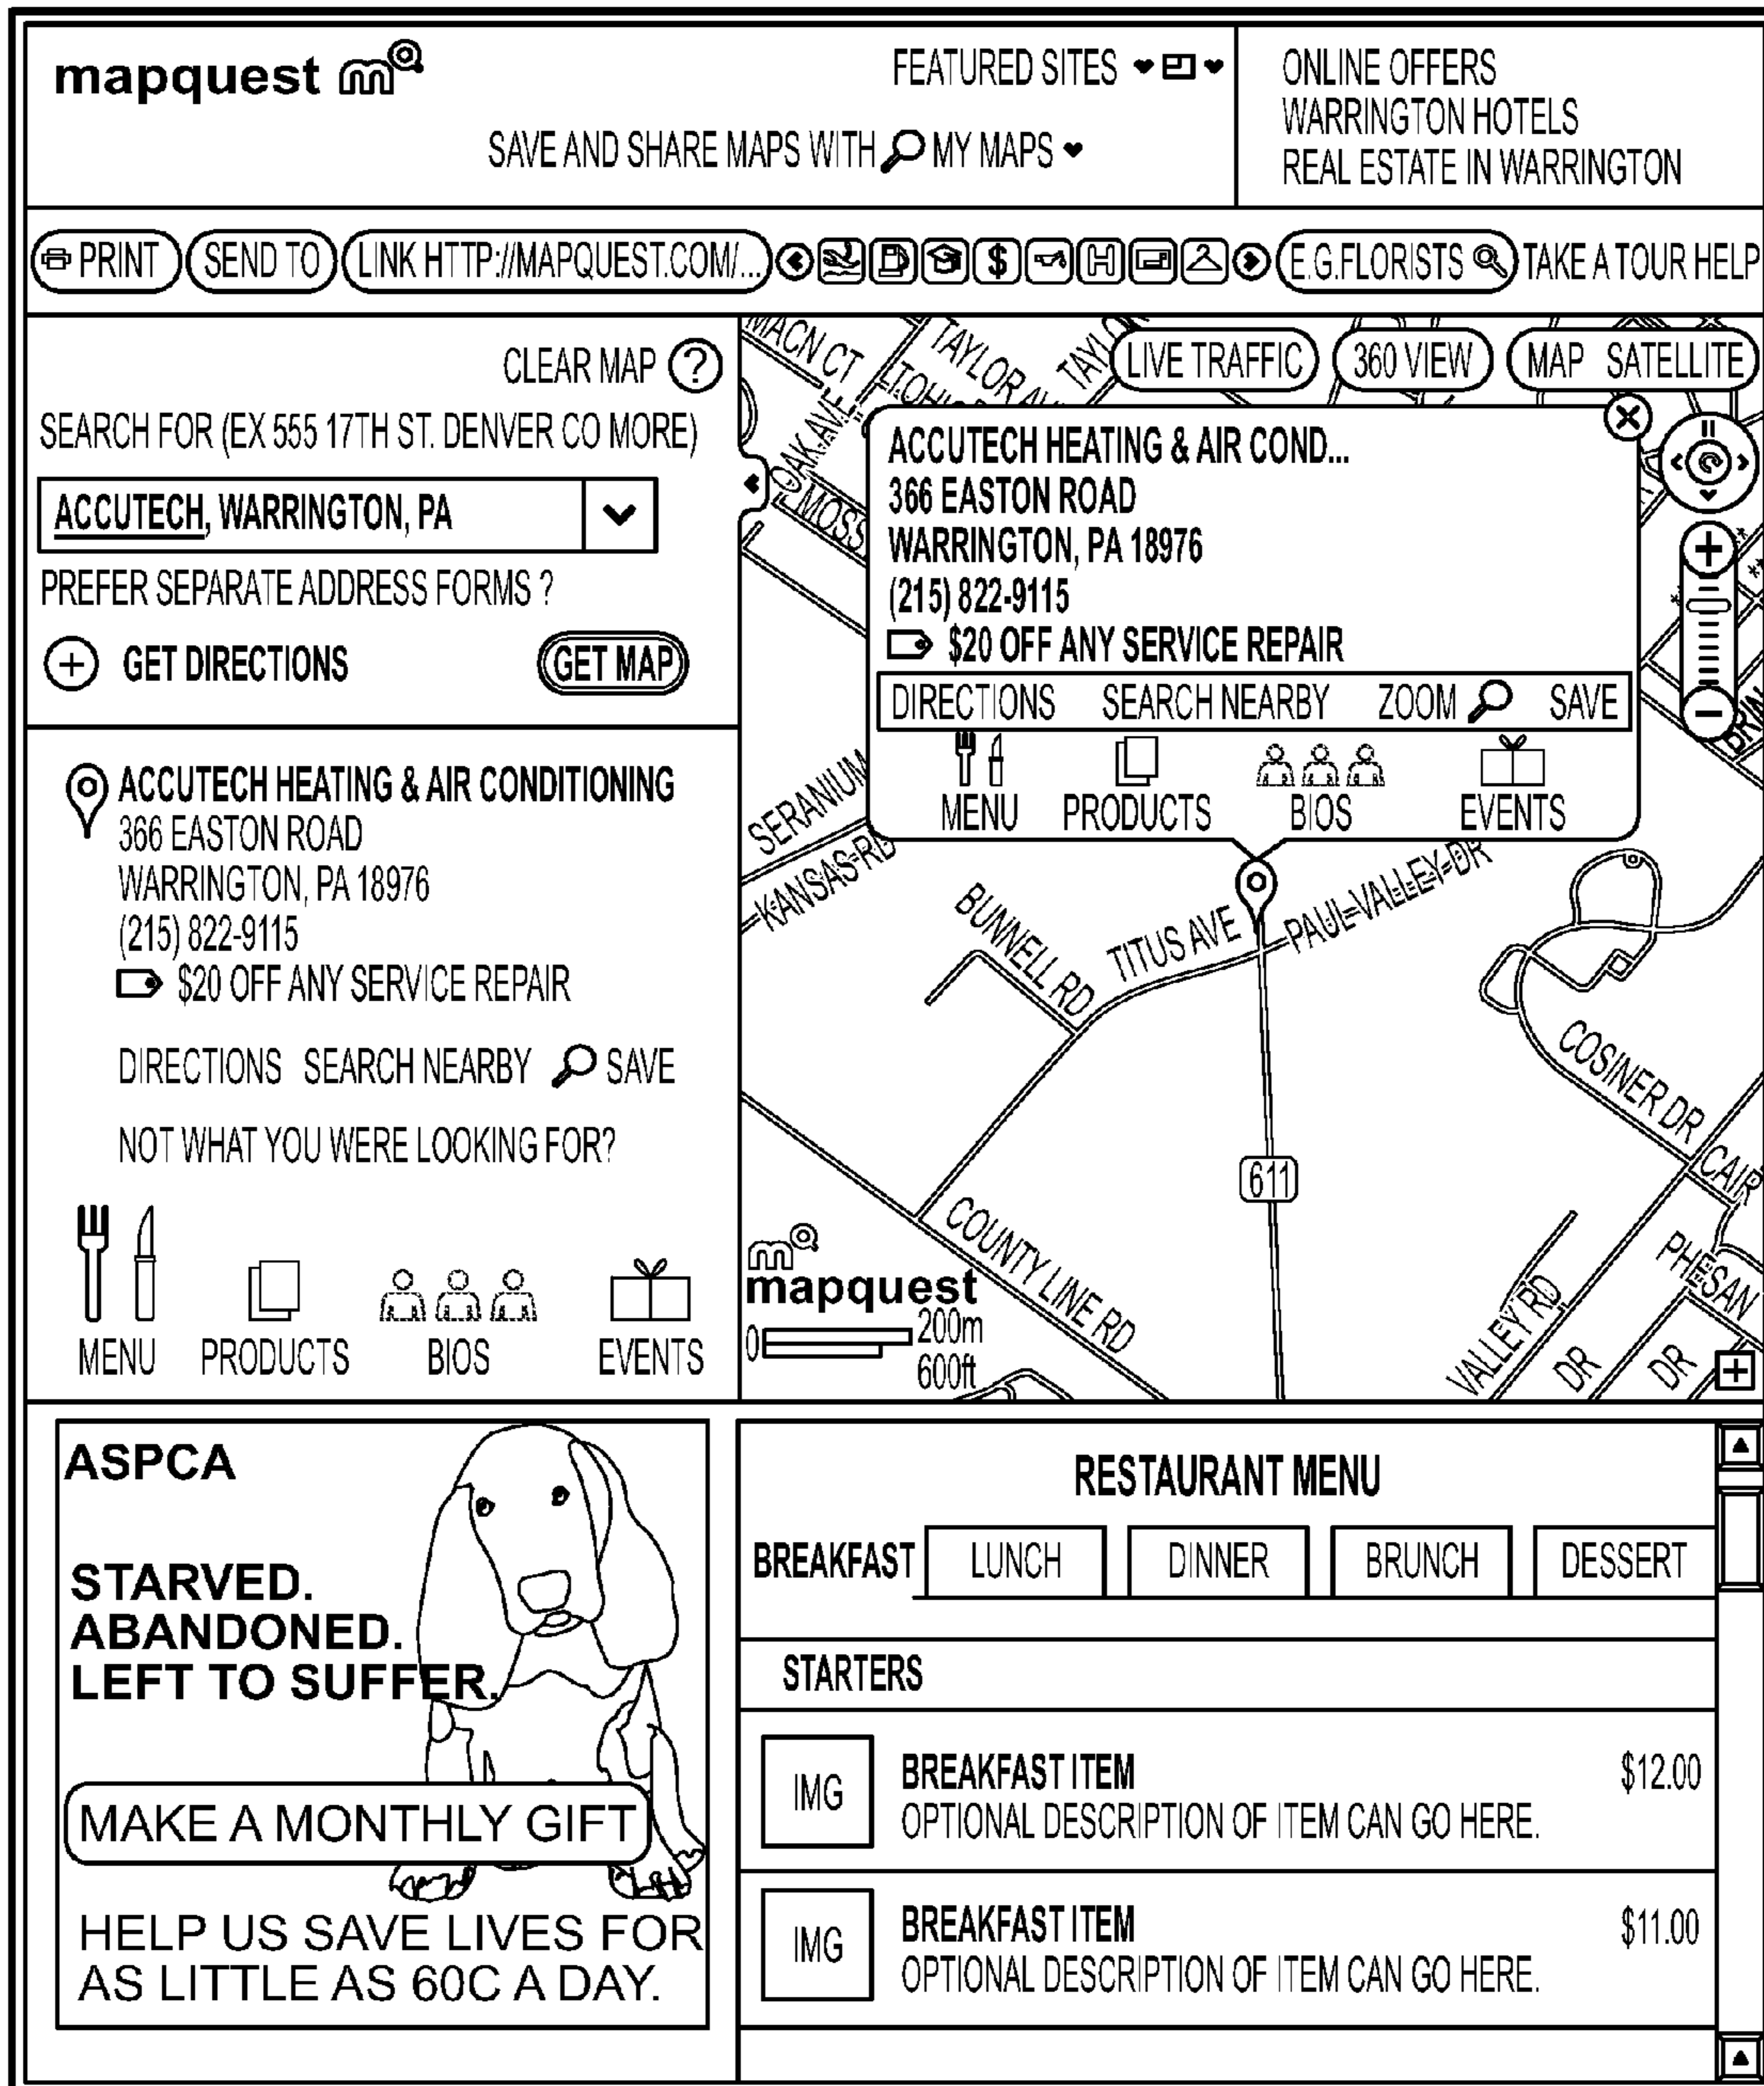 mapquest
FEATURED SITES
SAVE AND SHARE MAPS WITH MY MAPS
ONLINE OFFERS
WARRINGTON HOTELS
REAL ESTATE IN WARRINGTON
PRINT
SEND TO
LINK HTTP://MAPQUEST.COM/...
$
H
E.G.FLORISTS
TAKE A TOUR HELP
CLEAR MAP ?
SEARCH FOR (EX 555 17TH ST. DENVER CO MORE)
ACCUTECH, WARRINGTON, PA
PREFER SEPARATE ADDRESS FORMS ?
+ GET DIRECTIONS
GET MAP
ACCUTECH HEATING & AIR CONDITIONING
366 EASTON ROAD
WARRINGTON, PA 18976
(215) 822-9115
$20 OFF ANY SERVICE REPAIR
DIRECTIONS SEARCH NEARBY SAVE
NOT WHAT YOU WERE LOOKING FOR?
MENU
PRODUCTS
BIOS
EVENTS
MACN CT
TAYLOR
OAK AVE
MOSS
LIVE TRAFFIC
360 VIEW
MAP SATELLITE
ACCUTECH HEATING & AIR COND...
366 EASTON ROAD
WARRINGTON, PA 18976
(215) 822-9115
$20 OFF ANY SERVICE REPAIR
DIRECTIONS SEARCH NEARBY ZOOM SAVE
MENU
PRODUCTS
BIOS
EVENTS
SERANIUM
KANSAS RD
BUNNELL RD
TITUS AVE
PAUL VALLEY DR
COSINER DR
CAIR
611
COUNTY LINE RD
PHESAN
VALLEY RD
DR
DR
mapquest
0
200m
600ft
ASPCA
STARVED.
ABANDONED.
LEFT TO SUFFER.
MAKE A MONTHLY GIFT
HELP US SAVE LIVES FOR
AS LITTLE AS 60C A DAY.
RESTAURANT MENU
BREAKFAST
LUNCH
DINNER
BRUNCH
DESSERT
STARTERS
IMG
BREAKFAST ITEM
$12.00
OPTIONAL DESCRIPTION OF ITEM CAN GO HERE.
IMG
BREAKFAST ITEM
$11.00
OPTIONAL DESCRIPTION OF ITEM CAN GO HERE.